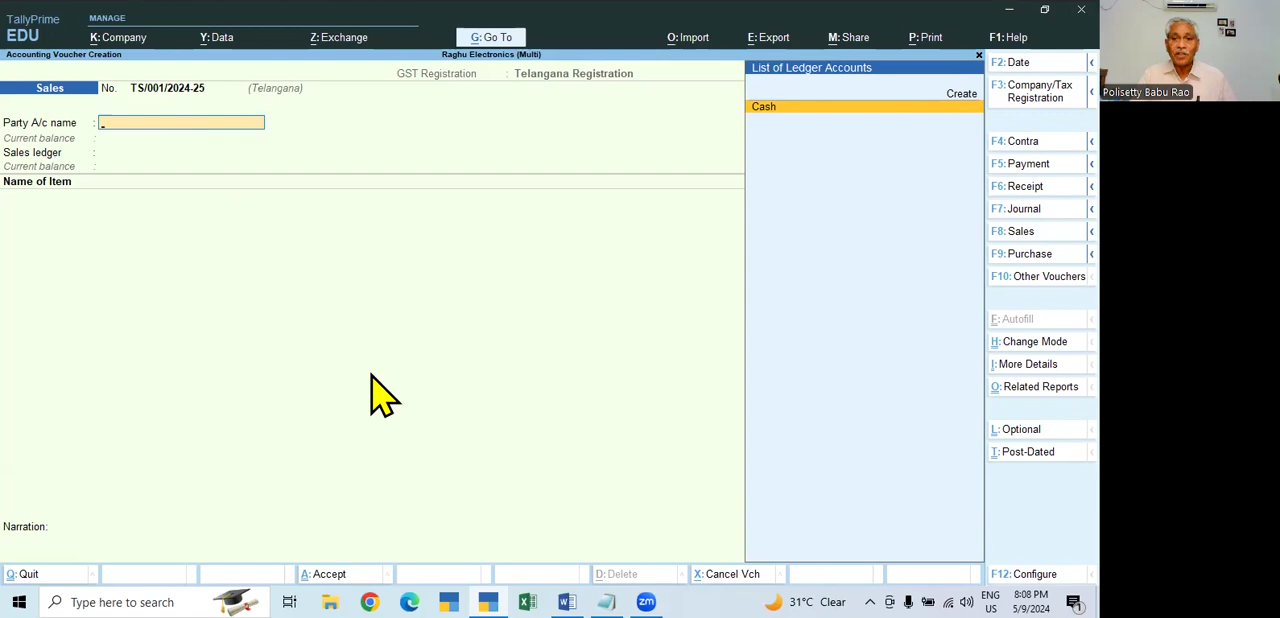 TallyPrime
EDU
MANAGE
K: Company
Y: Data
Z: Exchange
G: Go To
O: Import
E: Export
M: Share
P: Print
F1: Help
Accounting Voucher Creation
Raghu Electronics (Multi)
GST Registration : Telangana Registration
Sales No. TS/001/2024-25 (Telangana)
Party A/c name :
Current balance :
Sales ledger :
Current balance :
Name of Item
Narration:
List of Ledger Accounts
Create
Cash
F2: Date
F3: Company/Tax
Registration
F4: Contra
F5: Payment
F6: Receipt
F7: Journal
F8: Sales
F9: Purchase
F10: Other Vouchers
F: Autofill
H: Change Mode
I: More Details
O: Related Reports
L: Optional
T: Post-Dated
F12: Configure
Q: Quit
A: Accept
D: Delete
X: Cancel Vch
Polisetty Babu Rao
Type here to search
zm
31°C Clear
ENG
US
8:08 PM
5/9/2024
1